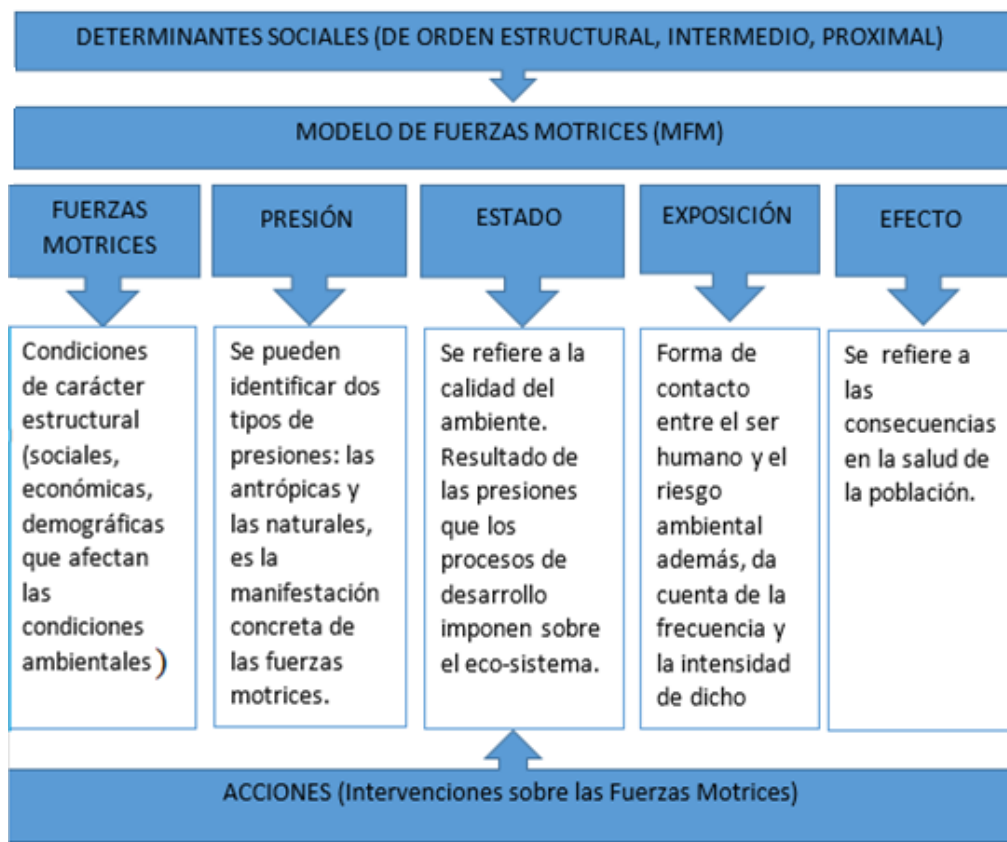 DETERMINANTES SOCIALES (DE ORDEN ESTRUCTURAL, INTERMEDIO, PROXIMAL)
MODELO DE FUERZAS MOTRICES (MFM)
FUERZAS
MOTRICES
PRESIÓN
ESTADO
EXPOSICIÓN
EFECTO
Condiciones
de carácter
estructural
(sociales,
económicas,
demográficas
que afectan
las
condiciones
ambientales)
Se pueden
identificar dos
tipos de
presiones: las
antrópicas y
las naturales,
es la
manifestación
concreta de
las fuerzas
motrices.
Se refiere a la
calidad del
ambiente.
Resultado de
las presiones
que los
procesos de
desarrollo
imponen sobre
el eco-sistema.
Forma de
contacto
entre el ser
humano y el
riesgo
ambiental
además, da
cuenta de la
frecuencia y
la intensidad
de dicho
Se refiere a
las
consecuencias
en la salud de
la población.
ACCIONES (Intervenciones sobre las Fuerzas Motrices)